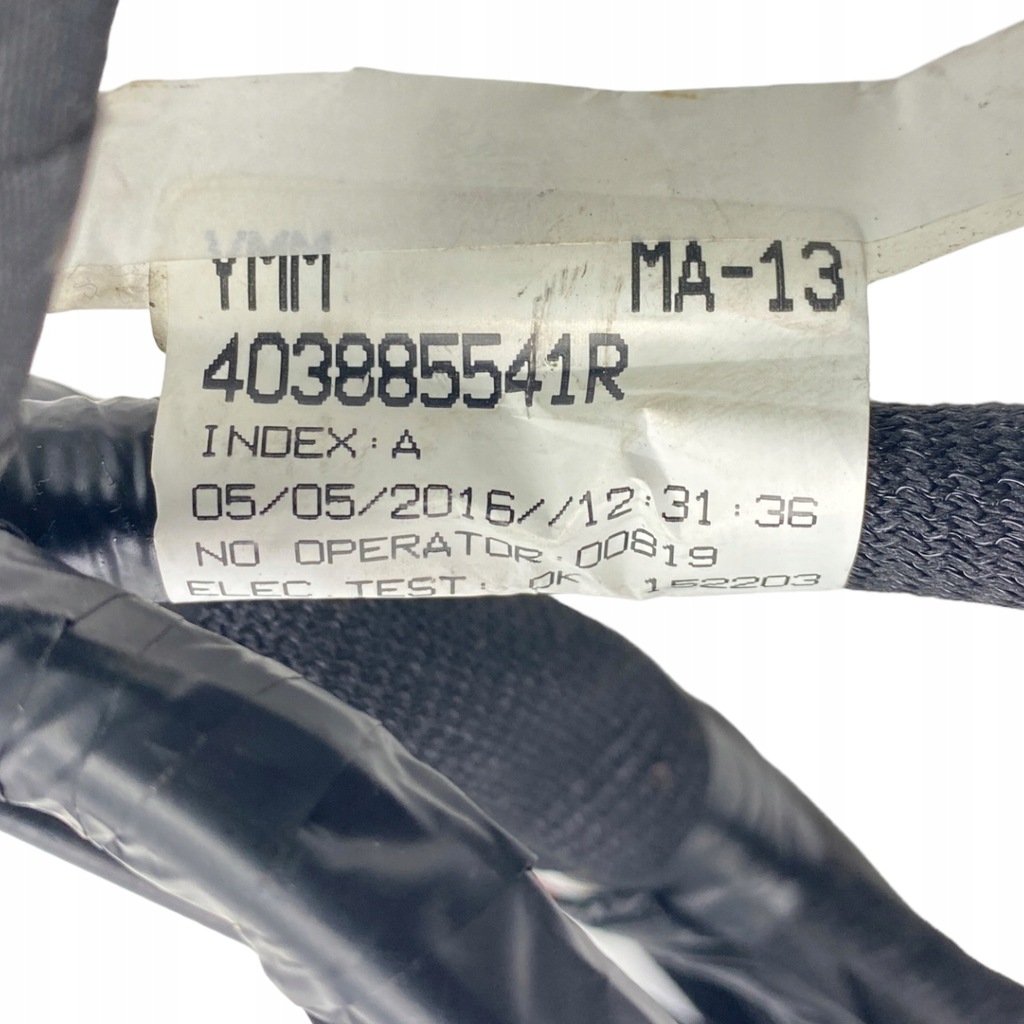 YMM MA-13
403885541R
INDEX:A
05/05/2016//12:31:36
NO OPERATOR:00819
ELEC.TEST: OK 152203